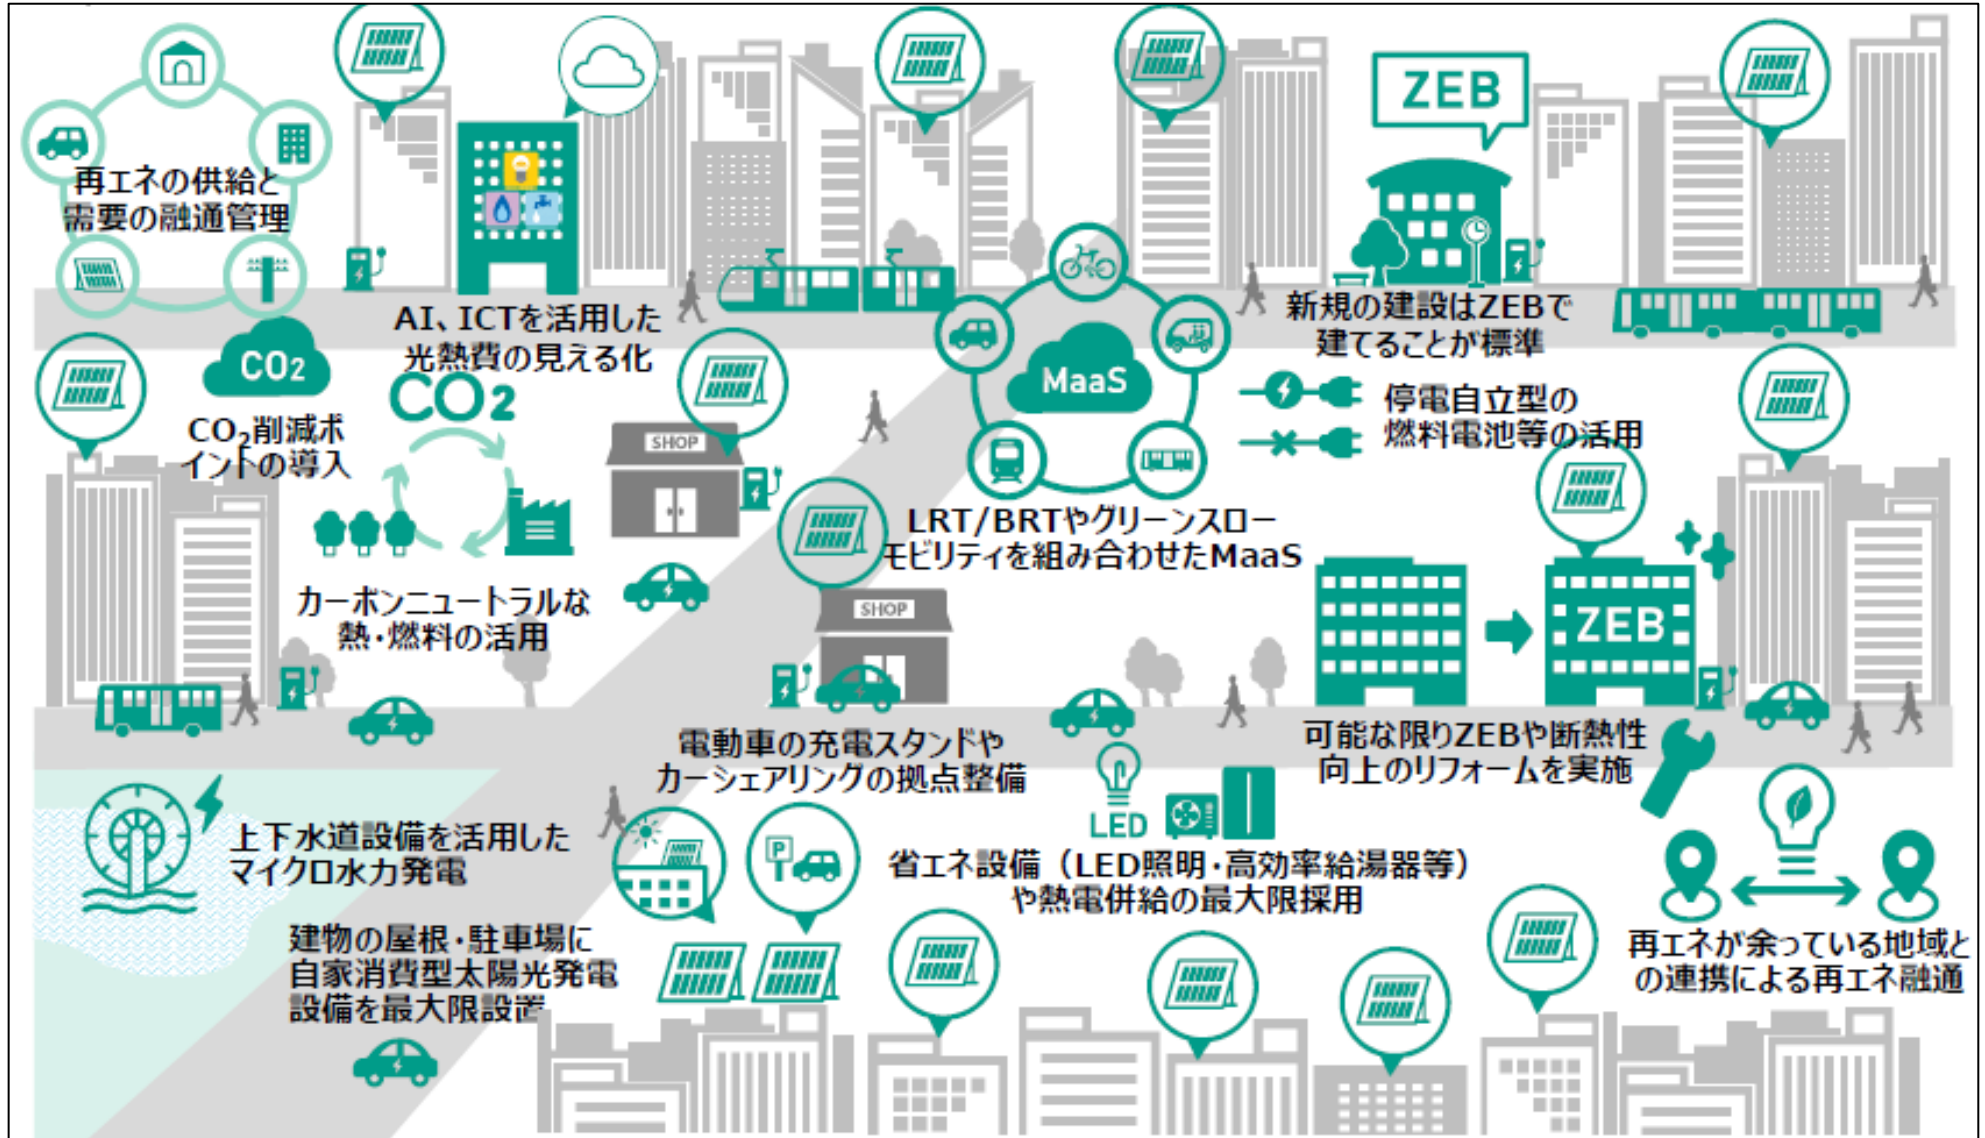 ZEB
再エネの供給と
需要の融通管理
AI、ICTを活用した
光熱費の見える化
新規の建設はZEBで
建てることが標準
CO2
CO₂削減ポ
イントの導入
CO2
SHOP
MaaS
停電自立型の
燃料電池等の活用
LRT/BRTやグリーンスロー
モビリティを組み合わせたMaaS
カーボンニュートラルな
熱・燃料の活用
SHOP
ZEB
電動車の充電スタンドや
カーシェアリングの拠点整備
可能な限りZEBや断熱性
向上のリフォームを実施
LED
上下水道設備を活用した
マイクロ水力発電
P
省エネ設備（LED照明・高効率給湯器等）
や熱電併給の最大限採用
建物の屋根・駐車場に
自家消費型太陽光発電
設備を最大限設置
再エネが余っている地域と
の連携による再エネ融通